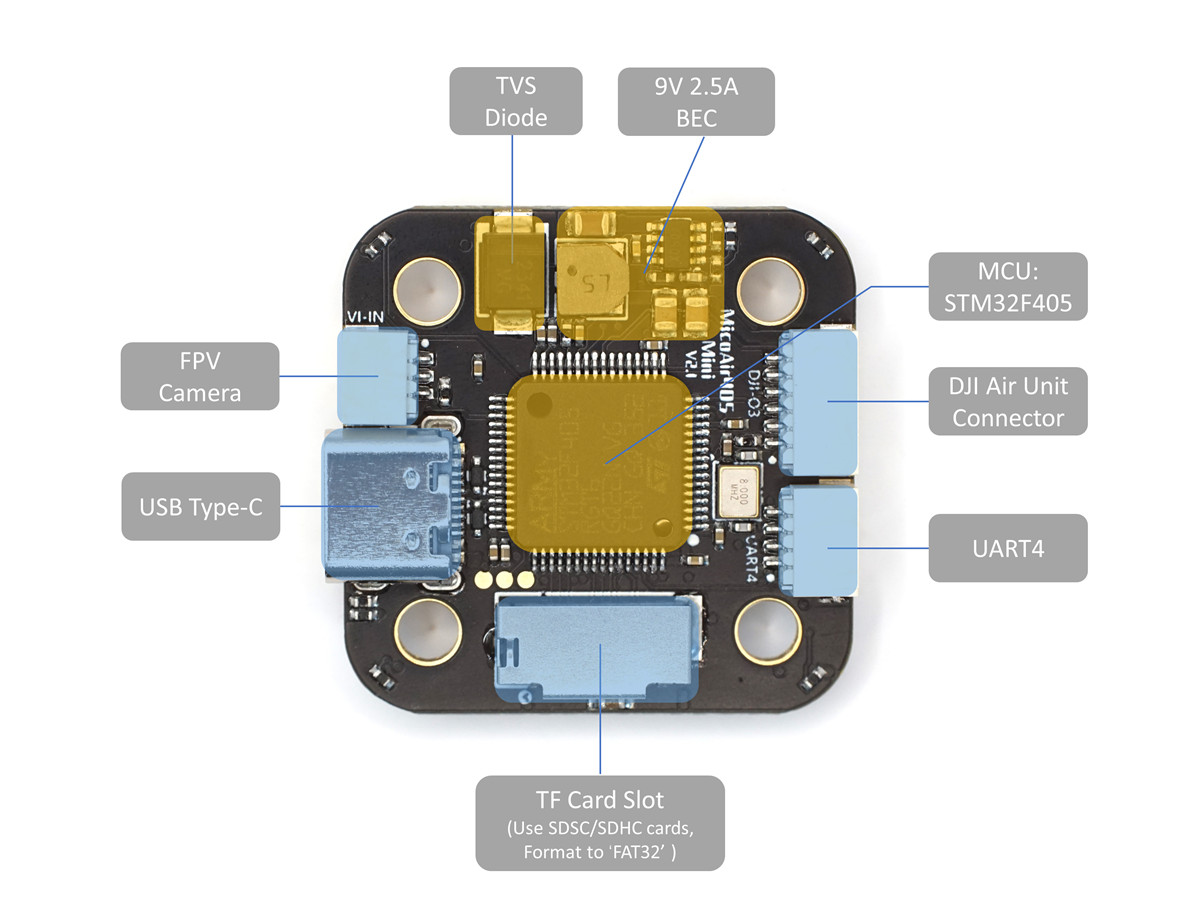 TVS
Diode
9V 2.5A
BEC
MCU:
STM32F405
VI-IN
L5
FPV
Camera
MicoAir405
Mini
V2.1
DJI-O3
DJI Air Unit
Connector
USB Type-C
8.000
MHZ
UART4
UART4
TF Card Slot
(Use SDSC/SDHC cards,
Format to ‘FAT32’ )